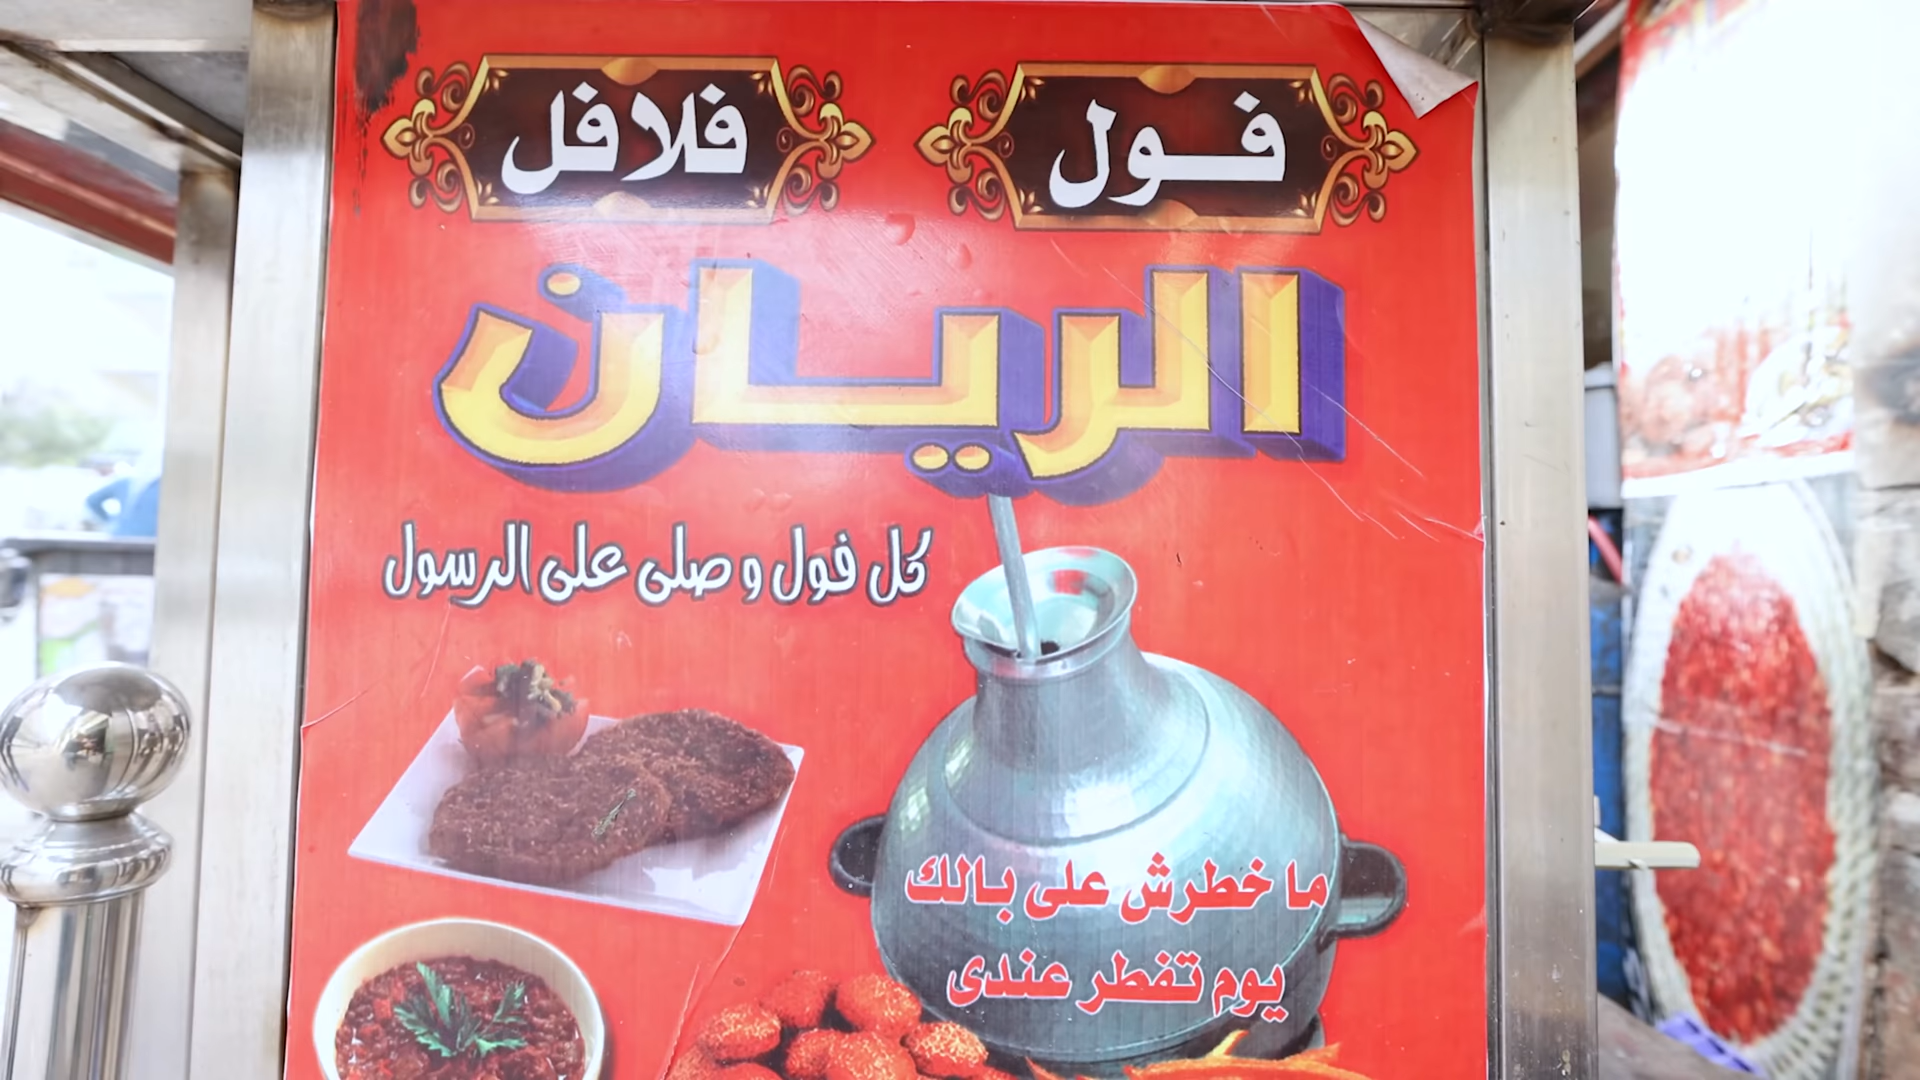 فول
فلافل
الريان
كل فول و صلى على الرسول
ما خطرش على بالك
يوم تفطر عندى